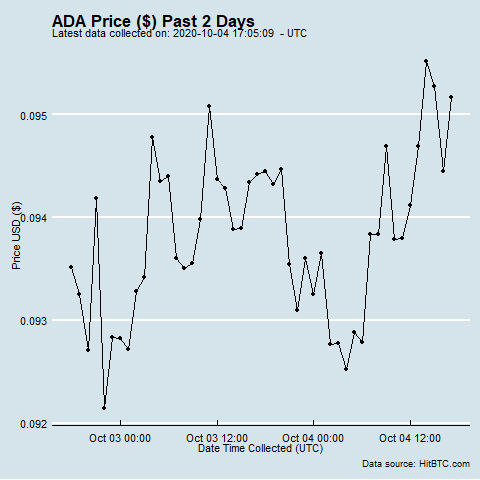 ADA Price ($) Past 2 Days
Latest data collected on: 2020-10-04 17:05:09 - UTC
0.095
0.094
0.093
0.092
Price USD ($)
Oct 03 00:00 Oct 03 12:00 Oct 04 00:00 Oct 04 12:00
Date Time Collected (UTC)
Data source: HitBTC.com